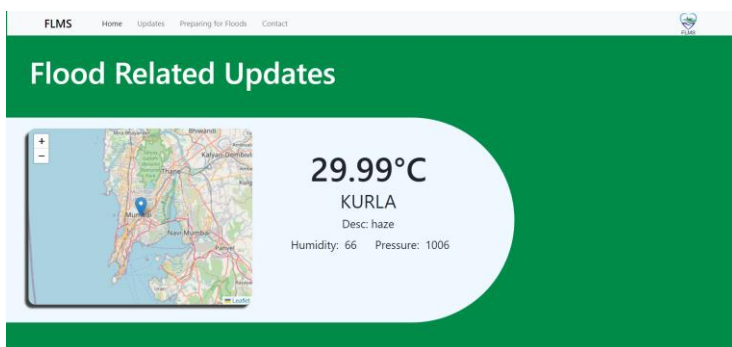 FLMS Home Updates Preparing for Floods Contact
FLMS
Flood Related Updates
+
−
Bhiwandi
Kalyan-Dombivli
Thane
Mumbai
Navi Mumbai
Panvel
Uran
Leaflet
29.99°C
KURLA
Desc: haze
Humidity: 66 Pressure: 1006